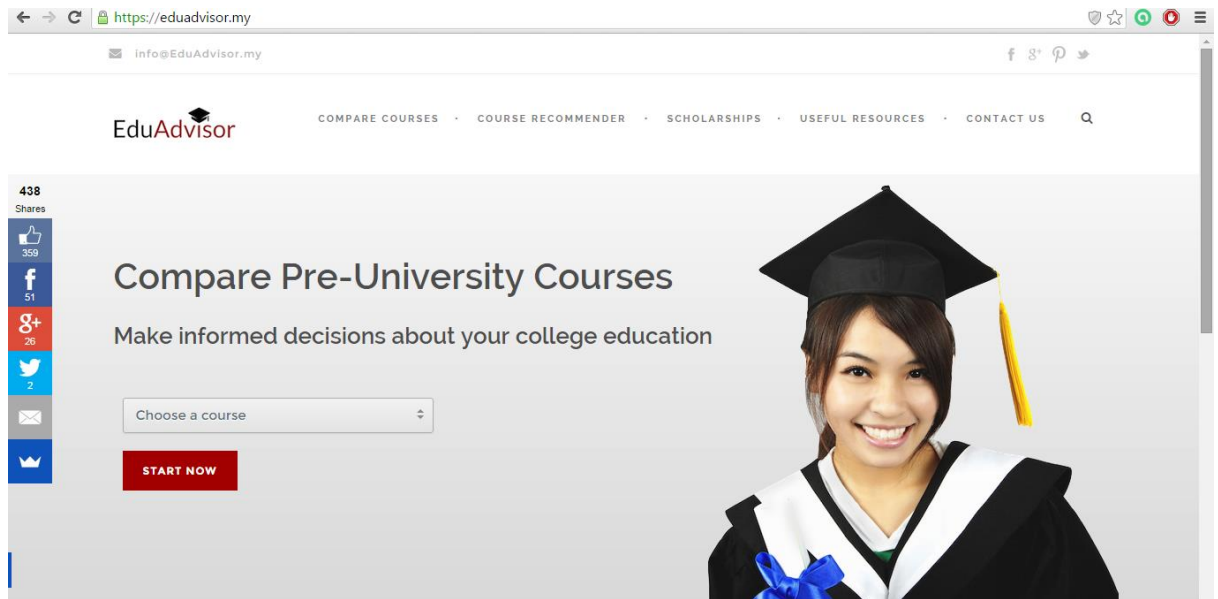 https://eduadvisor.my
info@EduAdvisor.my
f g+
EduAdvisor
COMPARE COURSES · COURSE RECOMMENDER · SCHOLARSHIPS · USEFUL RESOURCES · CONTACT US
438
Shares
359
f
51
g+
26
2
Compare Pre-University Courses
Make informed decisions about your college education
Choose a course
START NOW